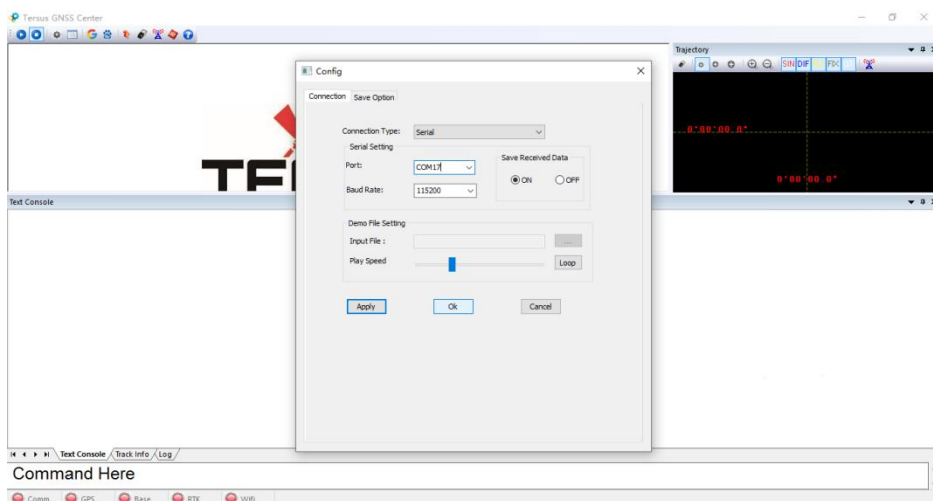 Tersus GNSS Center
Trajectory
SIN DIF FIX
0°00'00.0"
0°00'00.0"
Config
Connection Save Option
Connection Type: Serial
Serial Setting
Port: COM17
Save Received Data
ON OFF
Baud Rate: 115200
Demo File Setting
Input File :
...
Play Speed
Loop
Apply Ok Cancel
Text Console
Text Console Track Info Log
Command Here
Comm GPS Base RTK Wifi